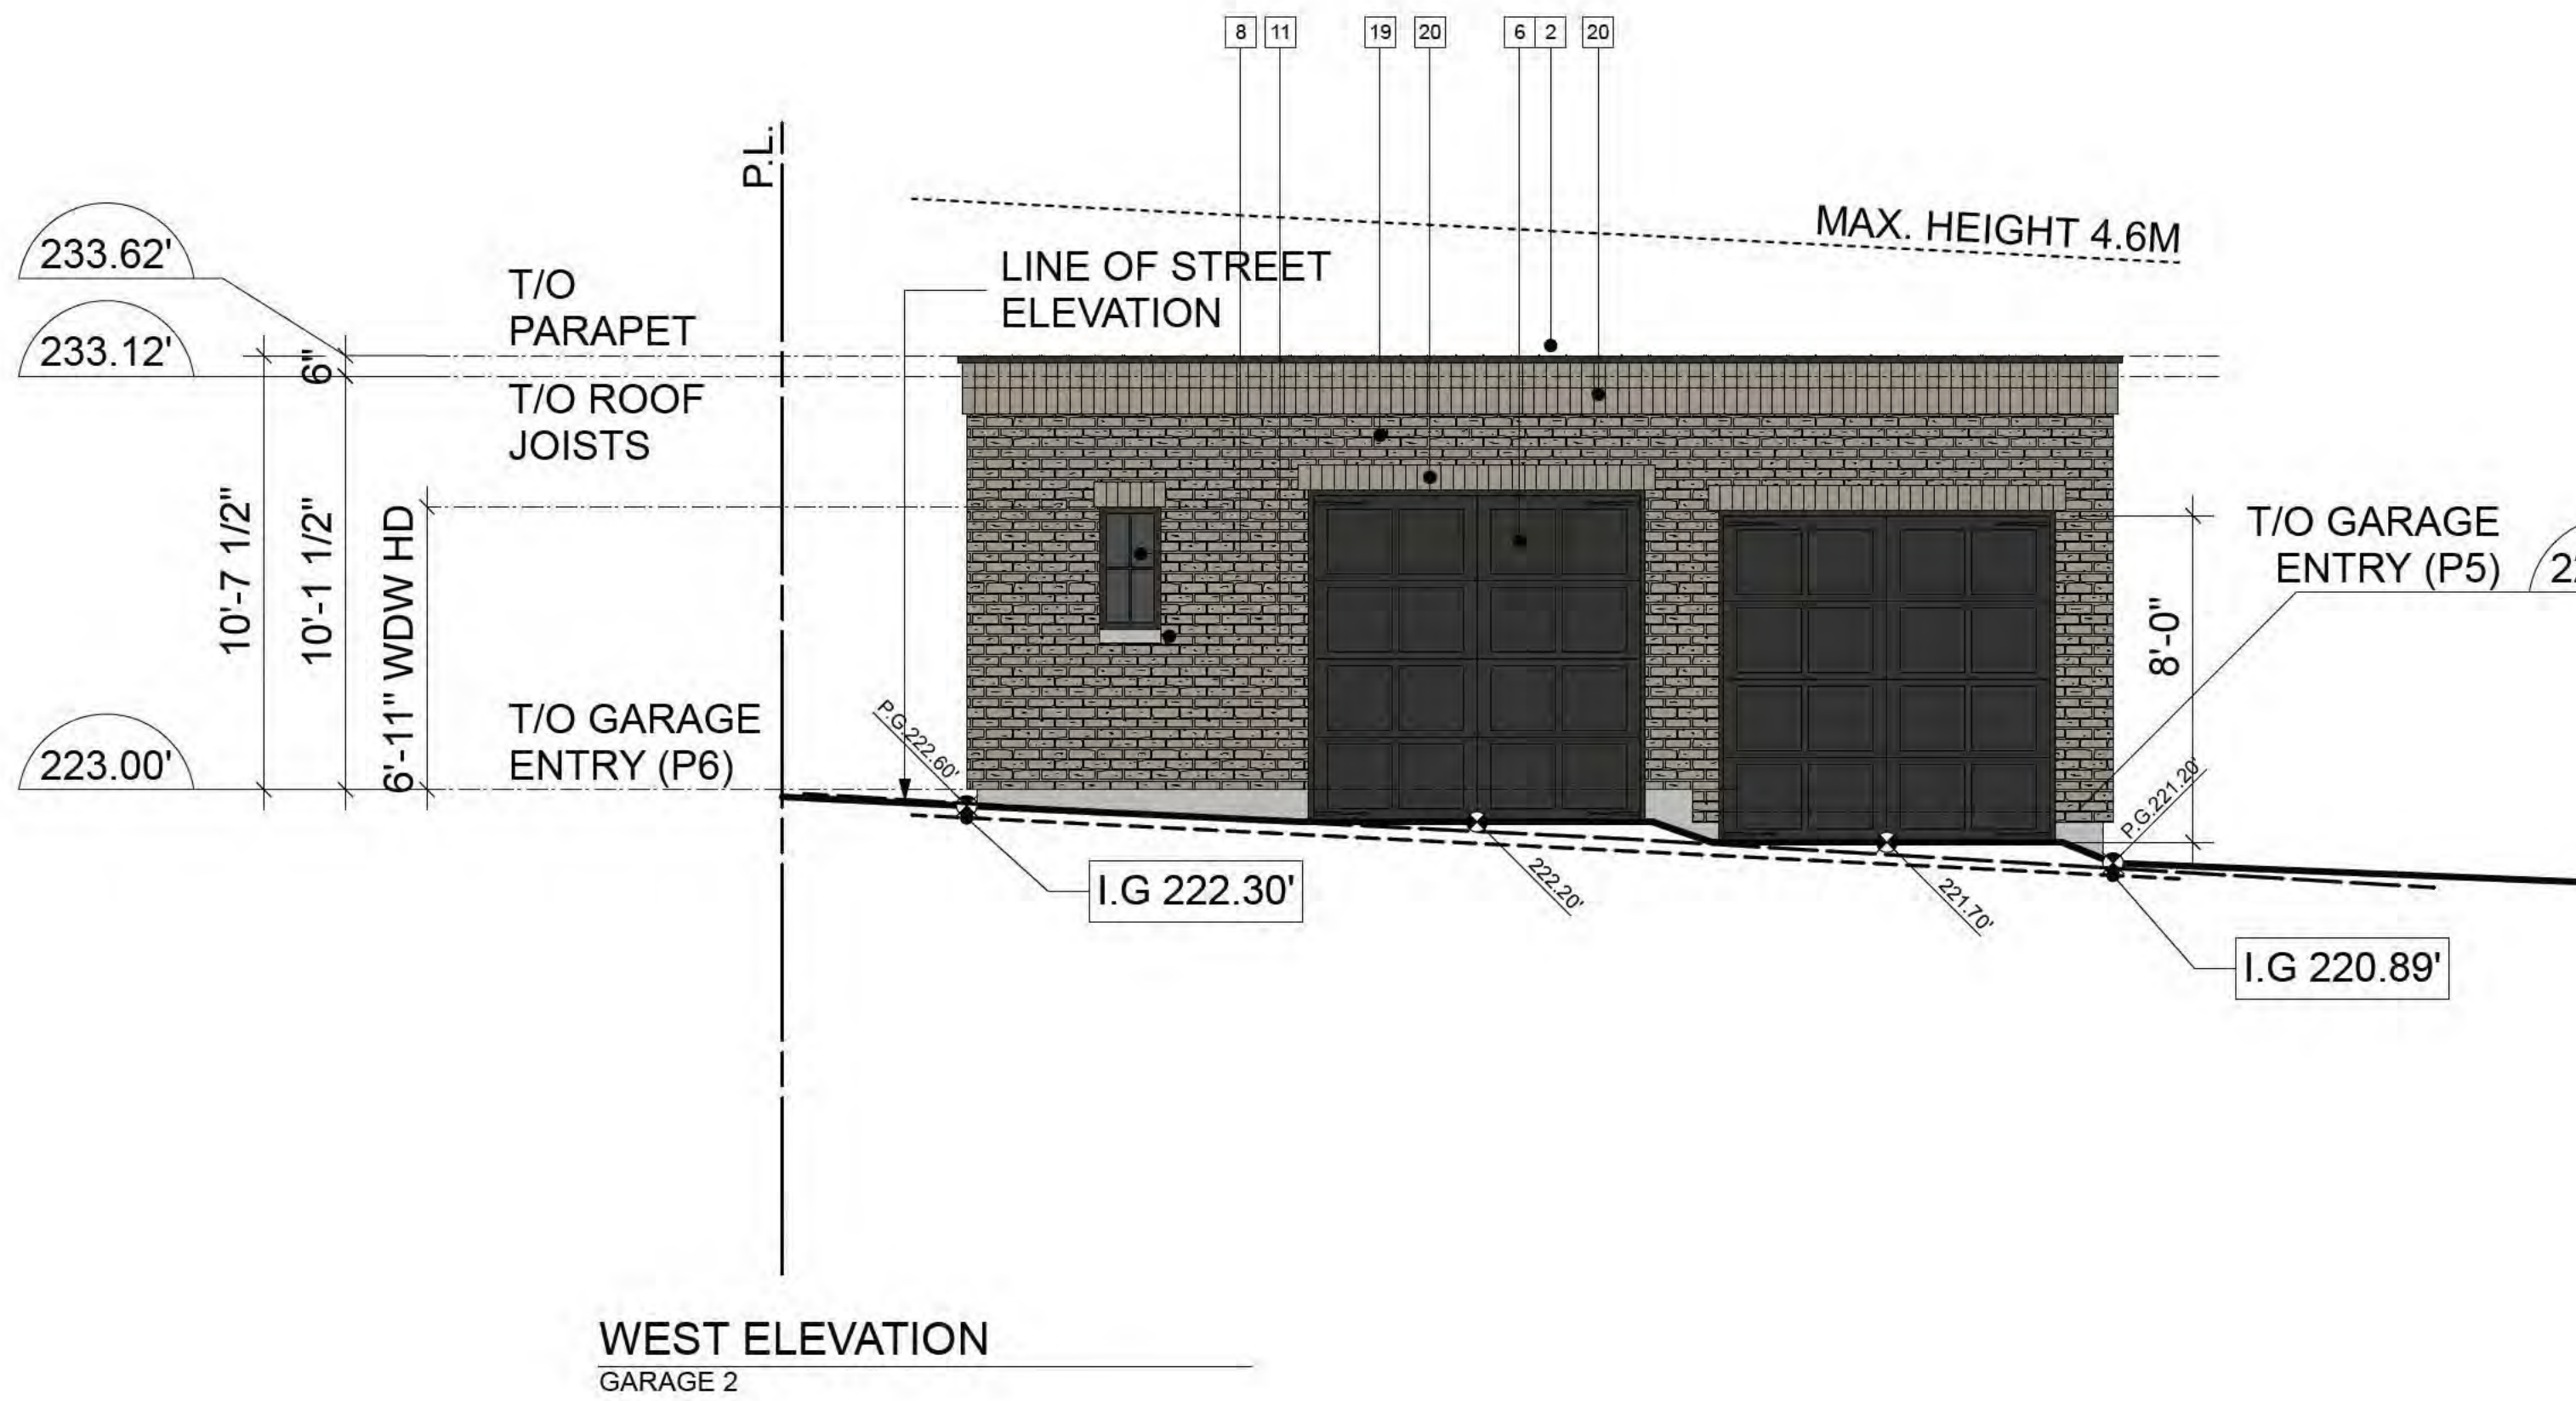 8 11 19 20 6 2 20
P.L.
MAX. HEIGHT 4.6M
233.62'
T/O
PARAPET
LINE OF STREET
ELEVATION
233.12'
6"
T/O ROOF
JOISTS
10'-7 1/2"
10'-1 1/2"
6'-11" WDW HD
T/O GARAGE
ENTRY (P5)
8'-0"
223.00'
T/O GARAGE
ENTRY (P6)
P.G.222.60'
P.G.221.20'
I.G 222.30'
222.20'
221.70'
I.G 220.89'
WEST ELEVATION
GARAGE 2